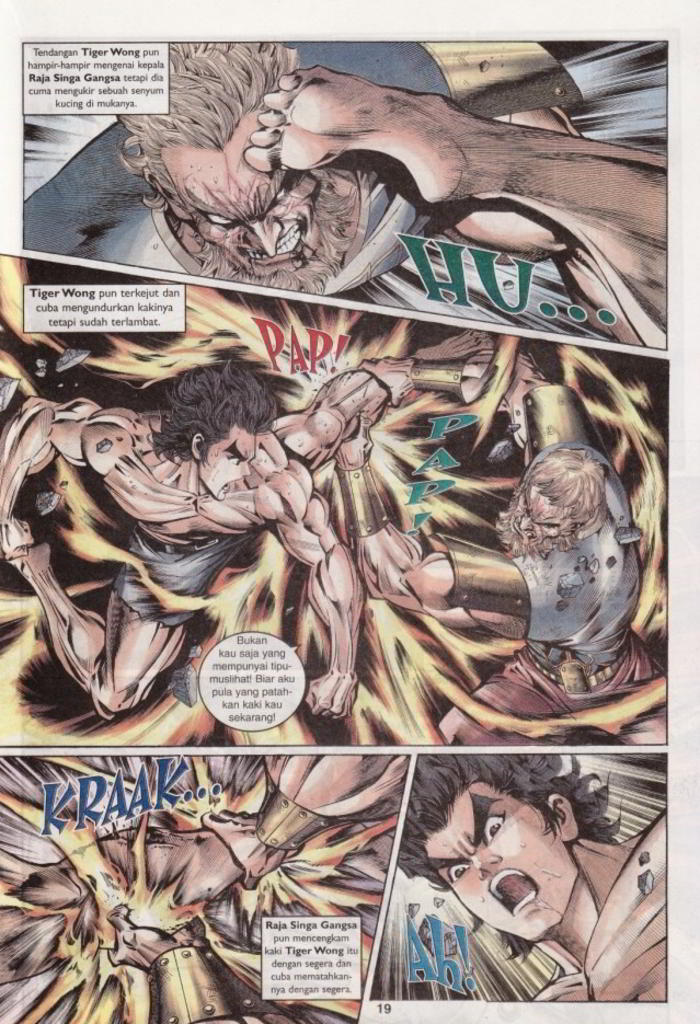 Tendangan Tiger Wong pun
hampir-hampir mengenai kepala
Raja Singa Gangsa tetapi dia
cuma mengukir sebuah senyum
kucing di mukanya.
HU...
Tiger Wong pun terkejut dan
cuba mengundurkan kakinya
tetapi sudah terlambat.
PAP!
PAP!
Bukan
kau saja yang
mempunyai tipu-
muslihat! Biar aku
pula yang patah-
kan kaki kau
sekarang!
KRAAK...
Raja Singa Gangsa
pun mencengkam
kaki Tiger Wong itu
dengan segera dan
cuba mematahkan-
nya dengan segera.
AH!
19